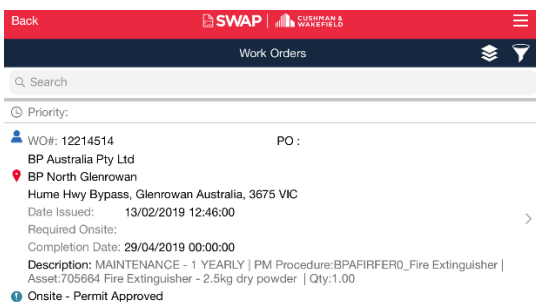 Back SWAP CUSHMAN & WAKEFIELD
Work Orders
Search
Priority:
WO#: 12214514 PO :
BP Australia Pty Ltd
BP North Glenrowan
Hume Hwy Bypass, Glenrowan Australia, 3675 VIC
Date Issued: 13/02/2019 12:46:00
Required Onsite:
Completion Date: 29/04/2019 00:00:00
Description: MAINTENANCE - 1 YEARLY | PM Procedure:BPAFIRFER0_Fire Extinguisher |
Asset:705664 Fire Extinguisher - 2.5kg dry powder | Qty:1.00
Onsite - Permit Approved